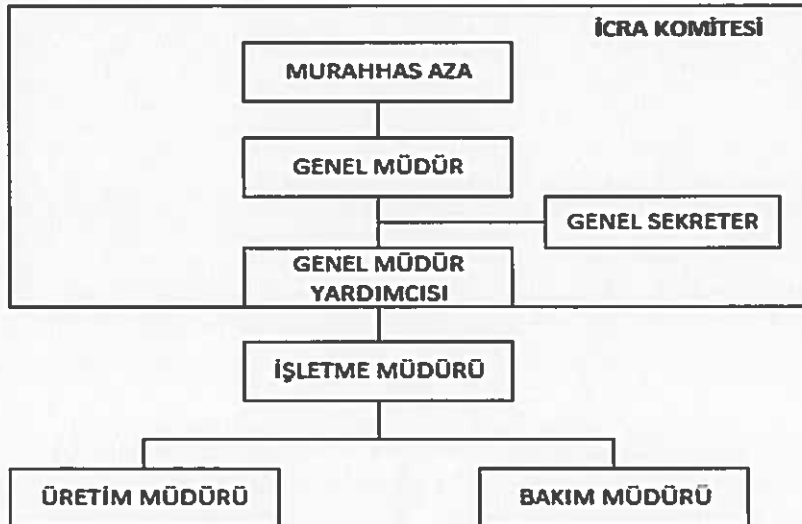 İCRA KOMİTESİ
MURAHHAS AZA
GENEL MÜDÜR
GENEL SEKRETER
GENEL MÜDÜR
YARDIMCISI
İŞLETME MÜDÜRÜ
ÜRETİM MÜDÜRÜ
BAKIM MÜDÜRÜ